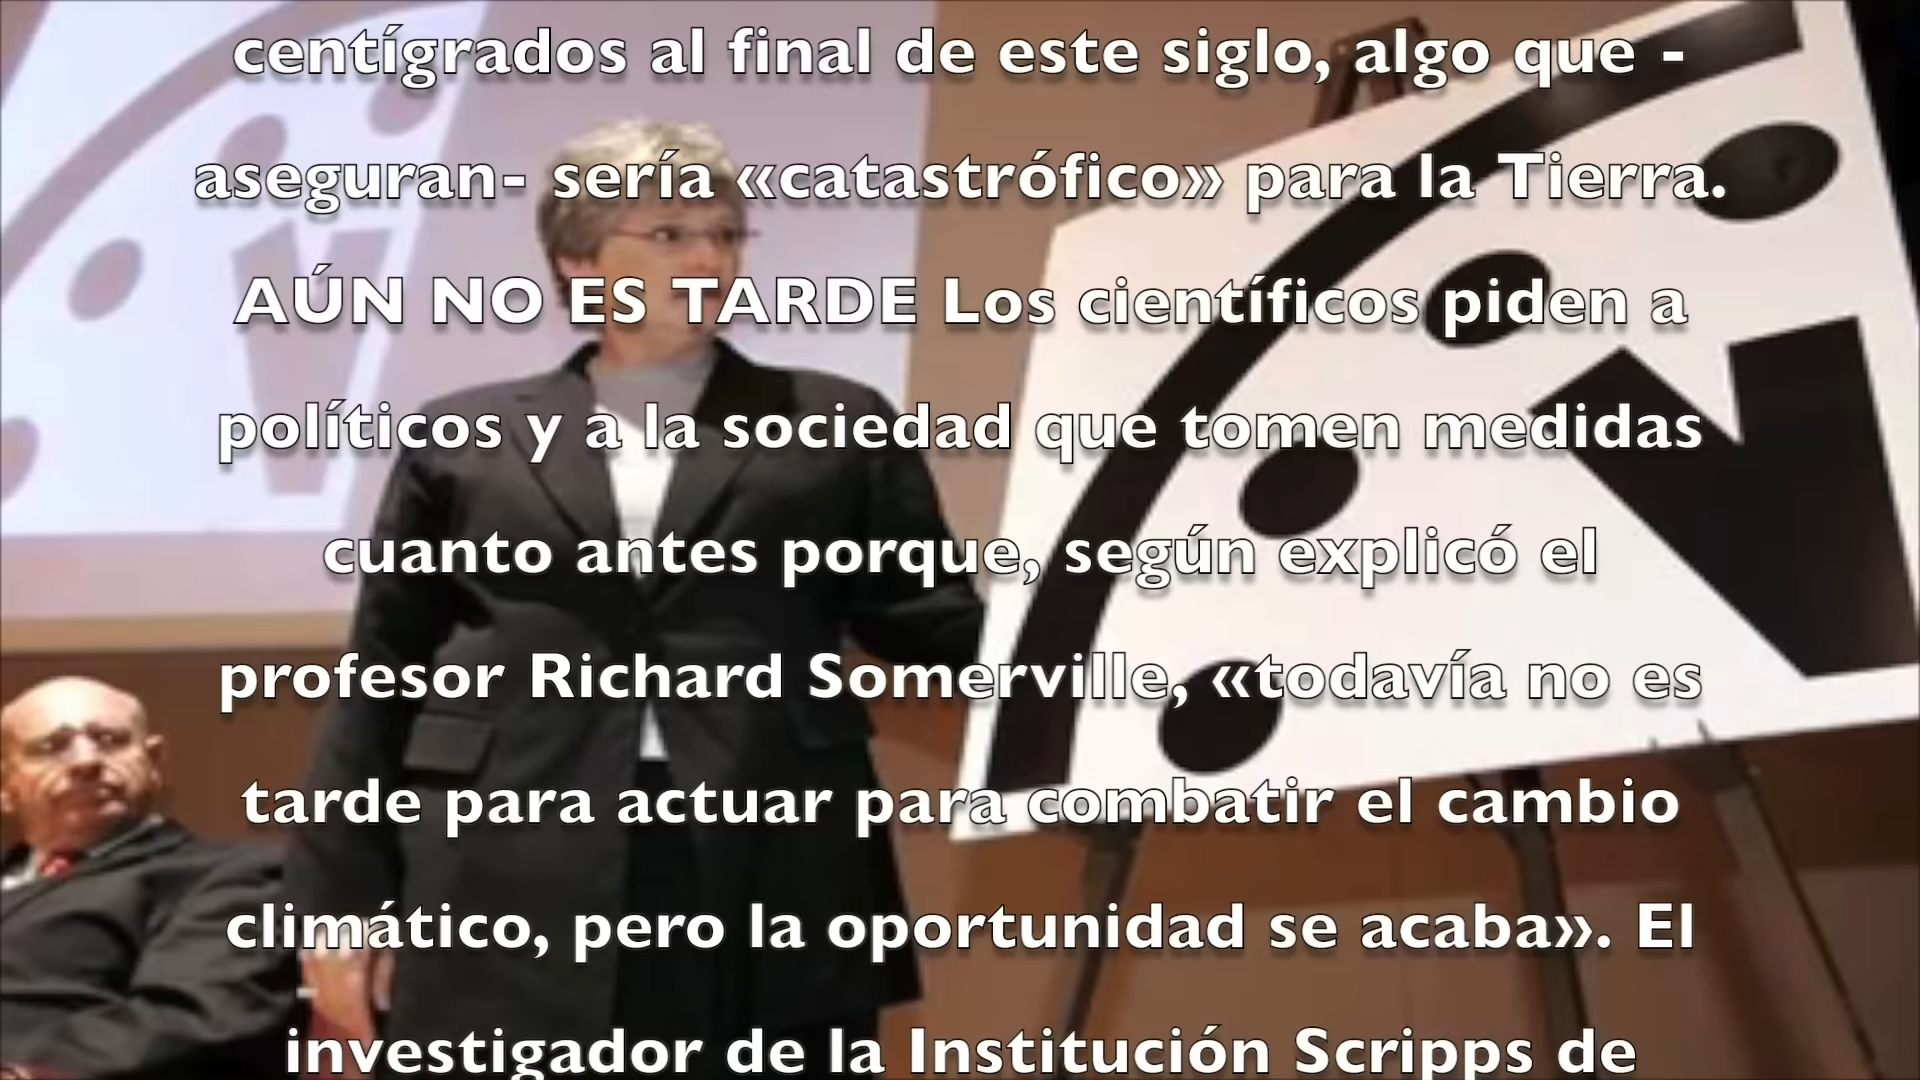 centígrados al final de este siglo, algo que -
aseguran- sería «catastrófico» para la Tierra.
AÚN NO ES TARDE Los científicos piden a
políticos y a la sociedad que tomen medidas
cuanto antes porque, según explicó el
profesor Richard Somerville, «todavía no es
tarde para actuar para combatir el cambio
climático, pero la oportunidad se acaba». El
investigador de la Institución Scripps de